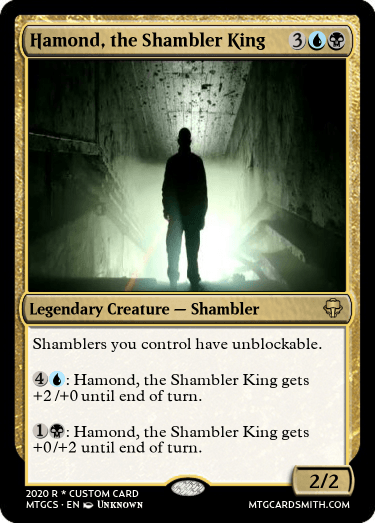 Hamond, the Shambler King 3
Legendary Creature — Shambler
Shamblers you control have unblockable.
4: Hamond, the Shambler King gets
+2/+0 until end of turn.
1: Hamond, the Shambler King gets
+0/+2 until end of turn.
2/2
2020 R * CUSTOM CARD
MTGCS · EN Unknown
MTGCARDSMITH.COM